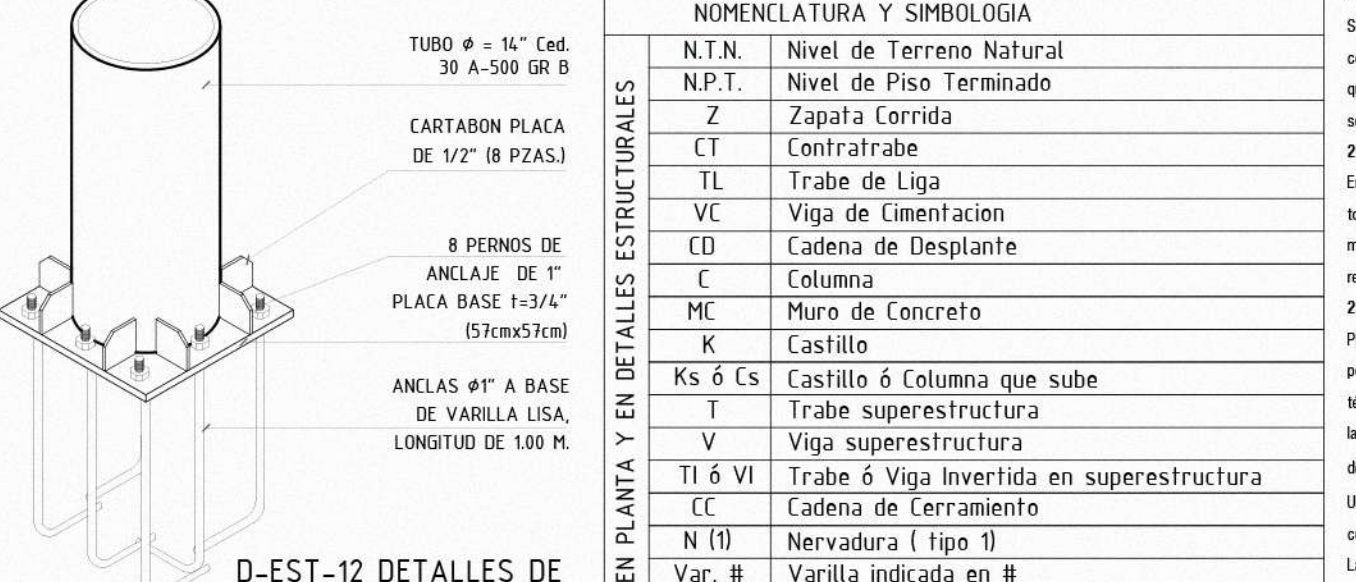 TUBO ø = 14" Ced.
30 A-500 GR B
CARTABON PLACA
DE 1/2" (8 PZAS.)
8 PERNOS DE
ANCLAJE DE 1"
PLACA BASE t=3/4"
(57cmx57cm)
ANCLAS ø1" A BASE
DE VARILLA LISA,
LONGITUD DE 1.00 M.
D-EST-12 DETALLES DE
NOMENCLATURA Y SIMBOLOGIA
EN PLANTA Y EN DETALLES ESTRUCTURALES
N.T.N. Nivel de Terreno Natural
N.P.T. Nivel de Piso Terminado
Z Zapata Corrida
CT Contratrabe
TL Trabe de Liga
VC Viga de Cimentacion
CD Cadena de Desplante
C Columna
MC Muro de Concreto
K Castillo
Ks ó Cs Castillo ó Columna que sube
T Trabe superestructura
V Viga superestructura
TI ó VI Trabe ó Viga Invertida en superestructura
CC Cadena de Cerramiento
N (1) Nervadura ( tipo 1)
Var. # Varilla indicada en #